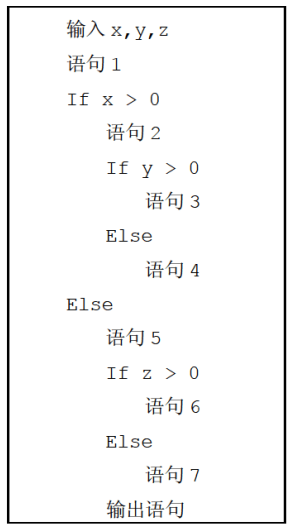 输入 x,y,z
语句 1
If x > 0
语句 2
If y > 0
语句 3
Else
语句 4
Else
语句 5
If z > 0
语句 6
Else
语句 7
输出语句